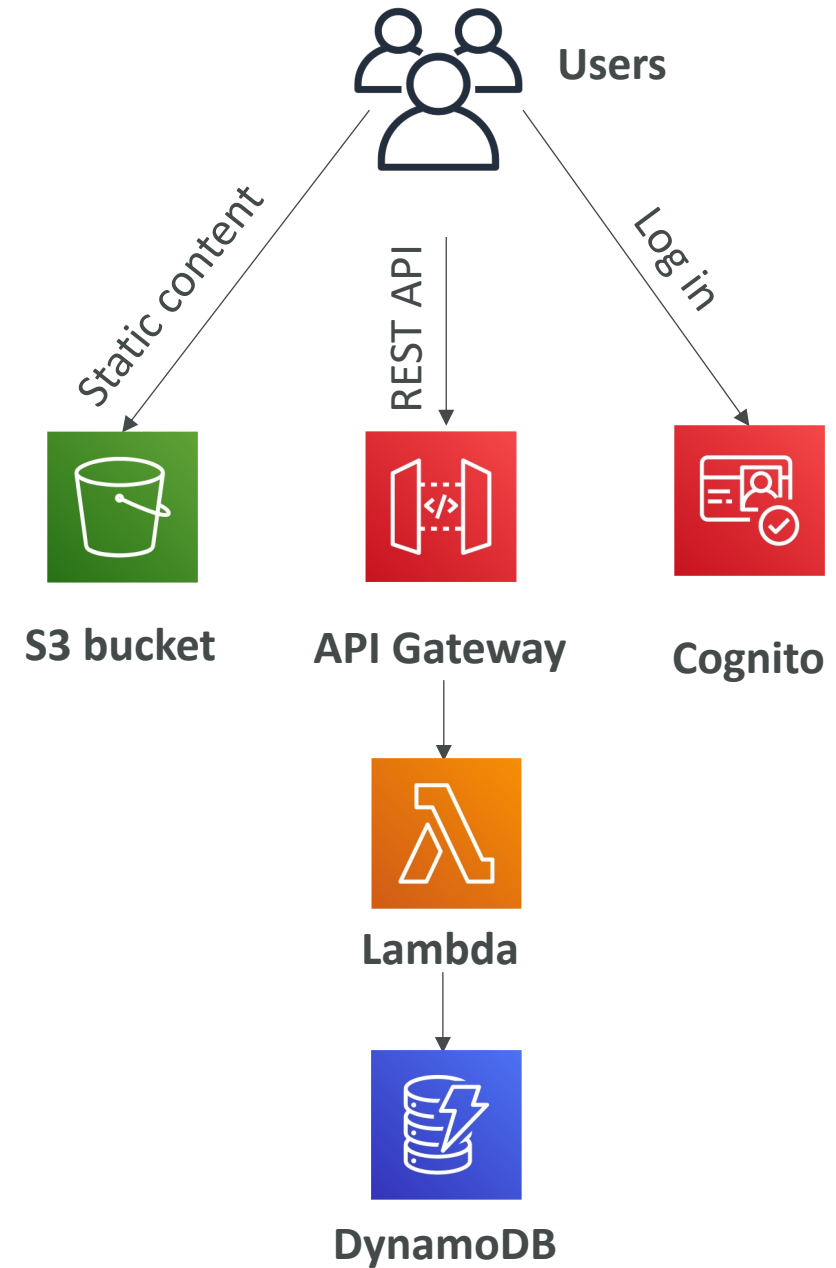 Users
Static content
REST API
Log in
S3 bucket
API Gateway
Cognito
Lambda
DynamoDB